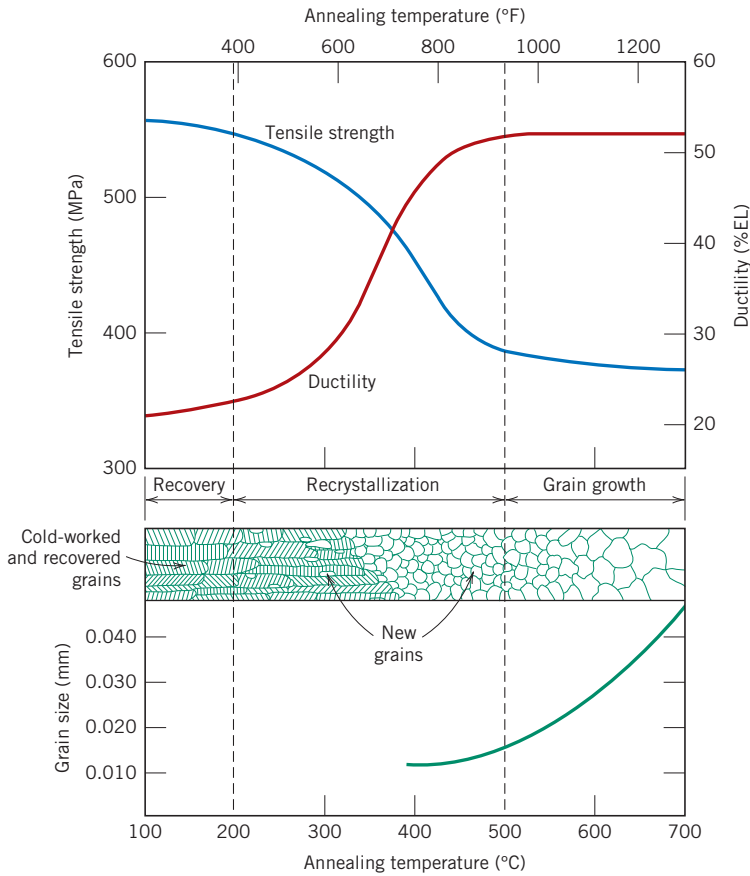 Annealing temperature (°F)
400 600 800 1000 1200
600
500
400
300
Tensile strength (MPa)
60
50
40
30
20
Ductility (%EL)
Tensile strength
Ductility
Recovery Recrystallization Grain growth
Cold-worked
and recovered
grains
New
grains
0.040
0.030
0.020
0.010
Grain size (mm)
100 200 300 400 500 600 700
Annealing temperature (°C)